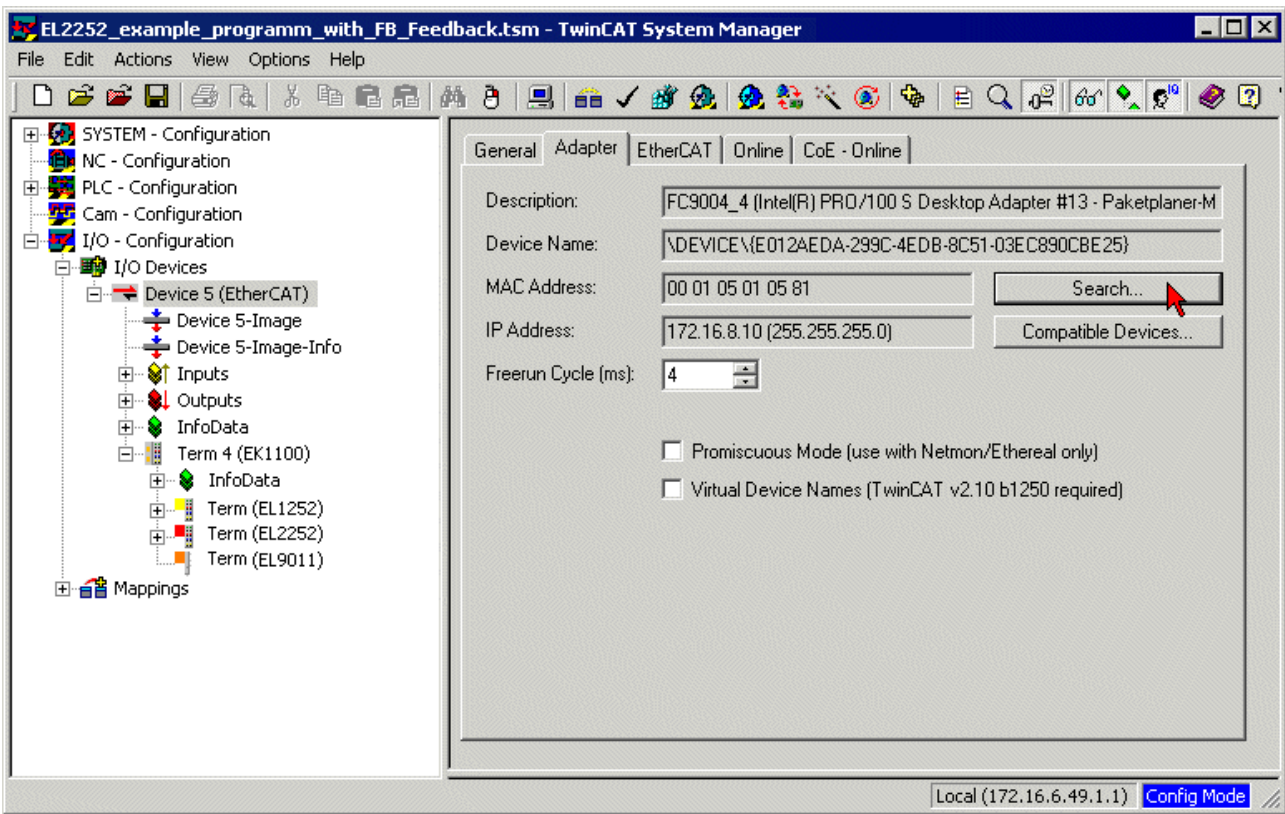 EL2252_example_programm_with_FB_Feedback.tsm - TwinCAT System Manager
File Edit Actions View Options Help
SYSTEM - Configuration
NC - Configuration
PLC - Configuration
Cam - Configuration
I/O - Configuration
I/O Devices
Device 5 (EtherCAT)
Device 5-Image
Device 5-Image-Info
Inputs
Outputs
InfoData
Term 4 (EK1100)
InfoData
Term (EL1252)
Term (EL2252)
Term (EL9011)
Mappings
General Adapter EtherCAT Online CoE - Online
Description: FC9004_4 (Intel(R) PRO/100 S Desktop Adapter #13 - Paketplaner-M
Device Name: \DEVICE\{E012AEDA-299C-4EDB-8C51-03EC890CBE25}
MAC Address: 00 01 05 01 05 81 Search...
IP Address: 172.16.8.10 (255.255.255.0) Compatible Devices...
Freerun Cycle (ms): 4
Promiscuous Mode (use with Netmon/Ethereal only)
Virtual Device Names (TwinCAT v2.10 b1250 required)
Local (172.16.6.49.1.1) Config Mode